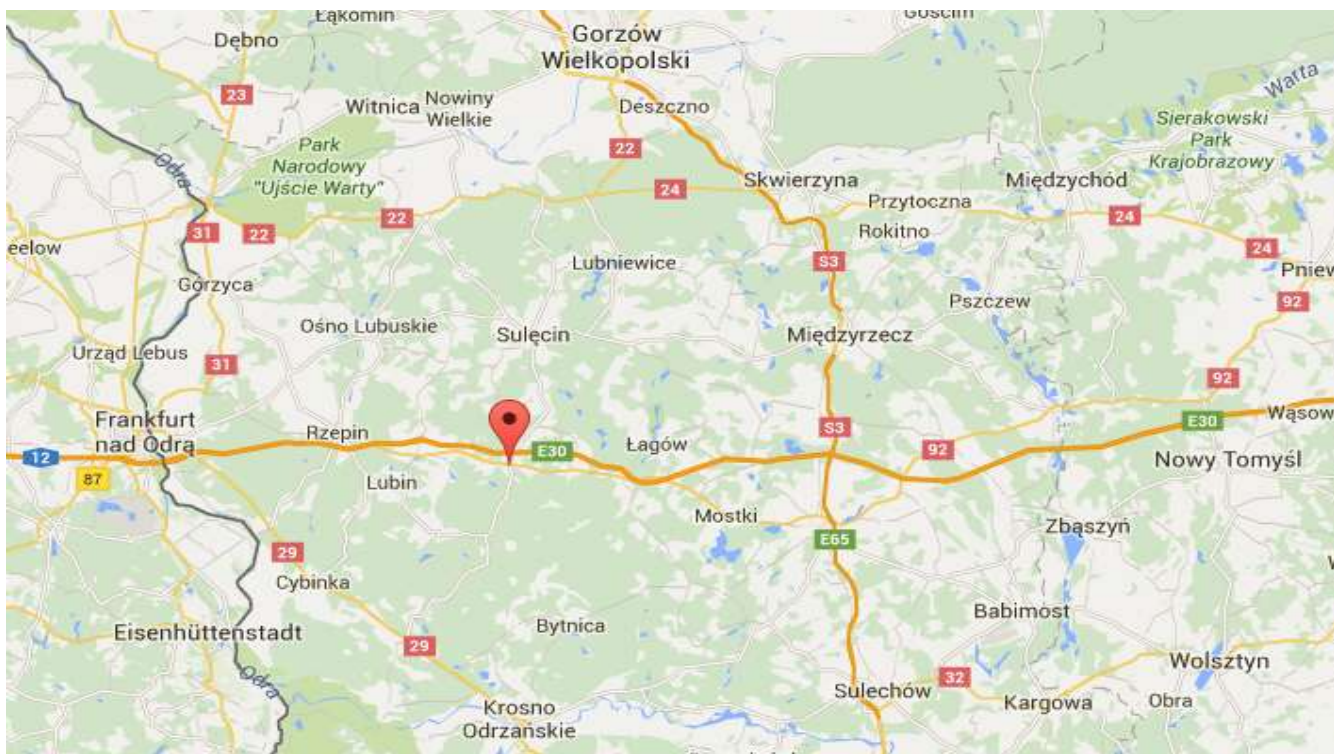 Łąkomin
Gościm
Dębno
Gorzów
Wielkopolski
Warta
23
Witnica
Nowiny
Wielkie
Deszczno
Sierakowski
Park
Krajobrazowy
Odra
Park
Narodowy
"Ujście Warty"
22
Skwierzyna
Międzychód
24
Przytoczna
31
22
22
24
Rokitno
24
eelow
Lubniewice
S3
Pniew
Górzyca
Pszczew
92
Ośno Lubuskie
Sulęcin
Międzyrzecz
Urząd Lebus
31
92
Frankfurt
nad Odrą
Rzepin
E30
Łagów
S3
92
E30
Wąsow
12
87
Lubin
Nowy Tomyśl
Mostki
Zbąszyń
29
E65
Cybinka
Babimost
Eisenhüttenstadt
Bytnica
29
Wolsztyn
Odra
Sulechów
32
Kargowa
Obra
Krosno
Odrzańskie